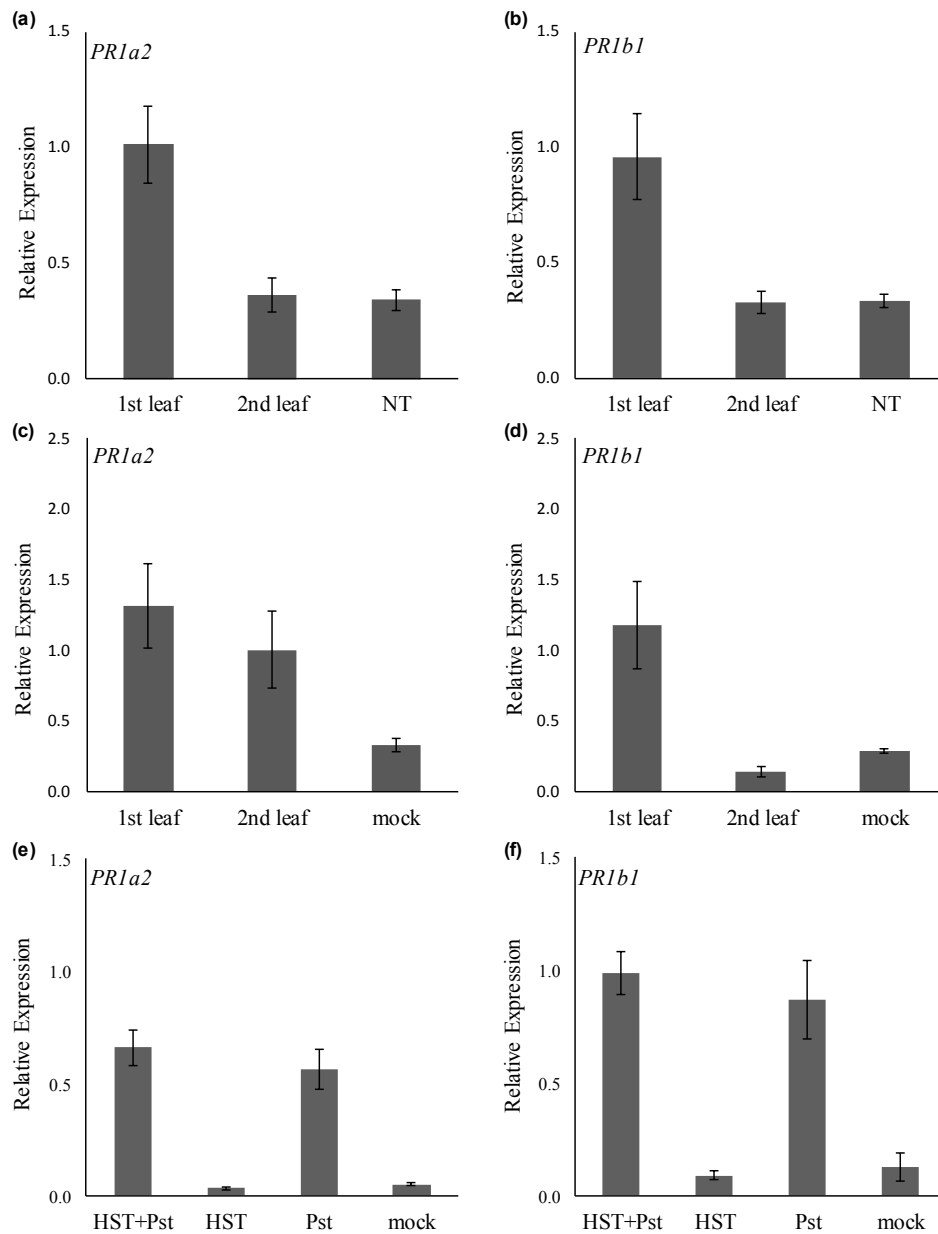 (a)
PR1a2
1.5
1.0
0.5
0.0
Relative Expression
1st leaf 2nd leaf NT
(b)
PR1b1
1.5
1.0
0.5
0.0
Relative Expression
1st leaf 2nd leaf NT
(c)
PR1a2
2.5
2.0
1.5
1.0
0.5
0.0
Relative Expression
1st leaf 2nd leaf mock
(d)
PR1b1
2.5
2.0
1.5
1.0
0.5
0.0
Relative Expression
1st leaf 2nd leaf mock
(e)
PR1a2
1.5
1.0
0.5
0.0
Relative Expression
HST+Pst HST Pst mock
(f)
PR1b1
1.5
1.0
0.5
0.0
Relative Expression
HST+Pst HST Pst mock